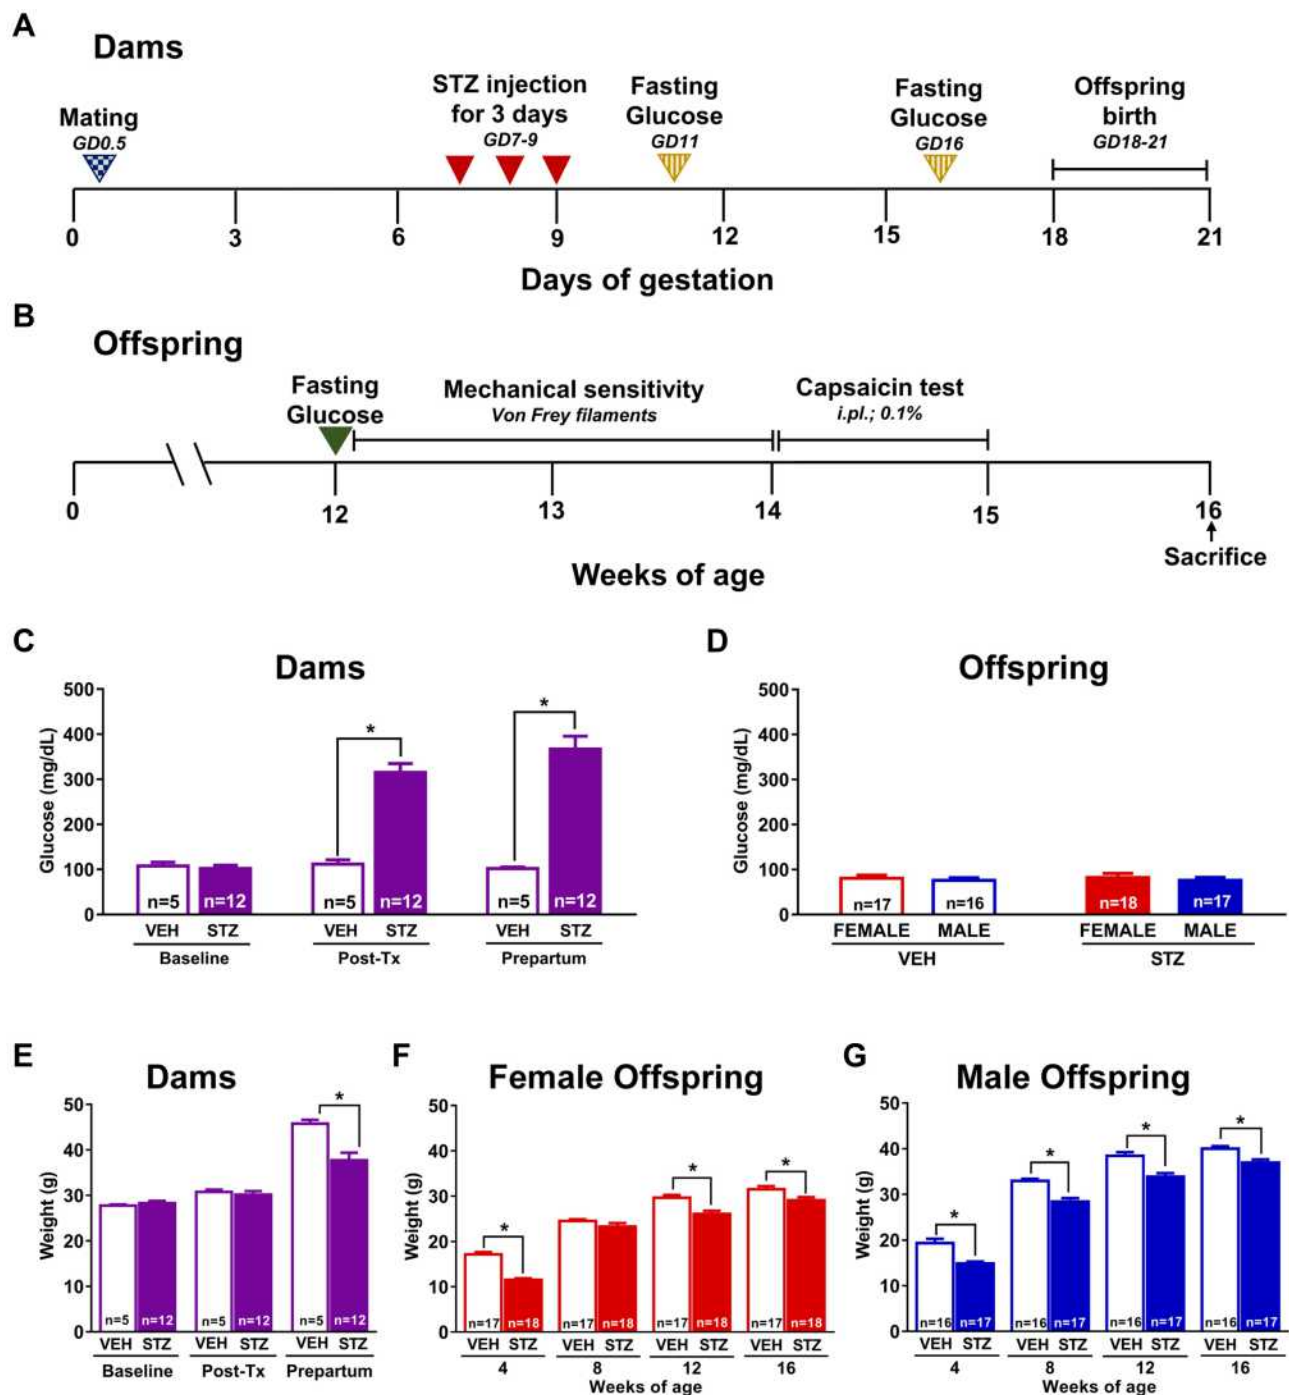 A
Dams
Mating
GD0.5
STZ injection
for 3 days
GD7-9
Fasting
Glucose
GD11
Fasting
Glucose
GD16
Offspring
birth
GD18-21
0 3 6 9 12 15 18 21
Days of gestation
B
Offspring
Fasting
Glucose
Mechanical sensitivity
Von Frey filaments
Capsaicin test
i.pl.; 0.1%
0 12 13 14 15 16
Sacrifice
Weeks of age
C
Dams
Glucose (mg/dL)
500
400
300
200
100
0
* *
n=5 n=12 n=5 n=12 n=5 n=12
VEH STZ VEH STZ VEH STZ
Baseline Post-Tx Prepartum
D
Offspring
Glucose (mg/dL)
500
400
300
200
100
0
n=17 n=16 n=18 n=17
FEMALE MALE FEMALE MALE
VEH STZ
E
Dams
Weight (g)
50
40
30
20
10
0
*
n=5 n=12 n=5 n=12 n=5 n=12
VEH STZ VEH STZ VEH STZ
Baseline Post-Tx Prepartum
F
Female Offspring
Weight (g)
50
40
30
20
10
0
* * *
n=17 n=18 n=17 n=18 n=17 n=18 n=17 n=18
VEH STZ VEH STZ VEH STZ VEH STZ
4 8 12 16
Weeks of age
G
Male Offspring
Weight (g)
50
40
30
20
10
0
* * * *
n=16 n=17 n=16 n=17 n=16 n=17 n=16 n=17
VEH STZ VEH STZ VEH STZ VEH STZ
4 8 12 16
Weeks of age